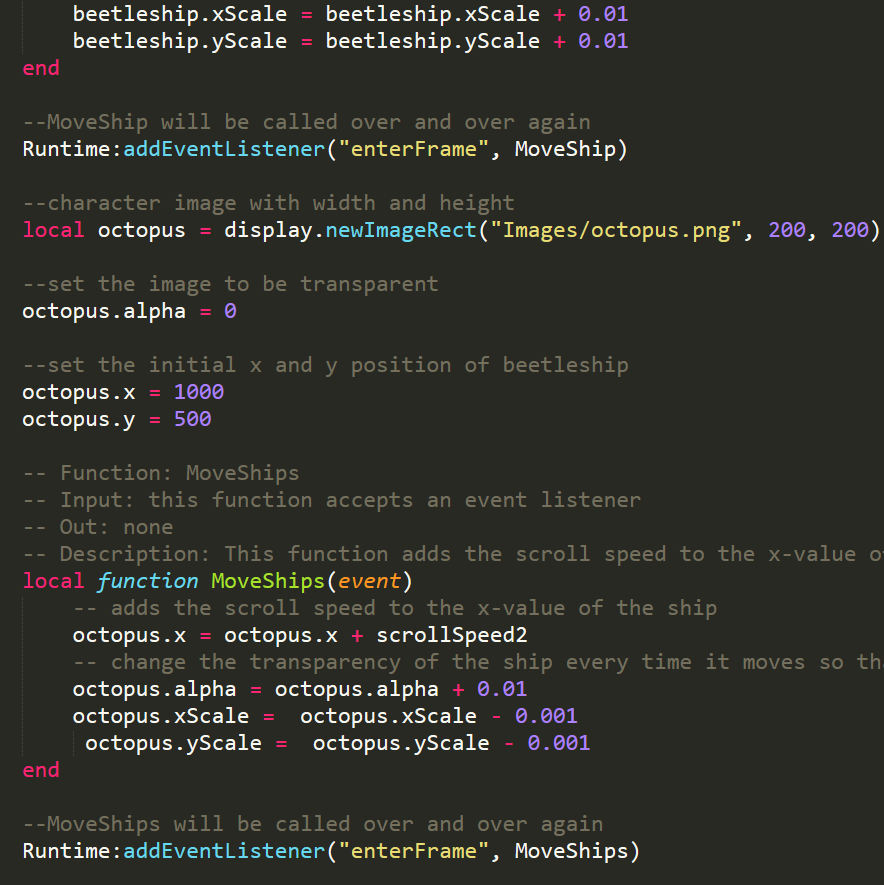 beetleship.xScale = beetleship.xScale + 0.01
beetleship.yScale = beetleship.yScale + 0.01
end
--MoveShip will be called over and over again
Runtime:addEventListener("enterFrame", MoveShip)
--character image with width and height
local octopus = display.newImageRect("Images/octopus.png", 200, 200)
--set the image to be transparent
octopus.alpha = 0
--set the initial x and y position of beetleship
octopus.x = 1000
octopus.y = 500
-- Function: MoveShips
-- Input: this function accepts an event listener
-- Out: none
-- Description: This function adds the scroll speed to the x-value
local function MoveShips(event)
-- adds the scroll speed to the x-value of the ship
octopus.x = octopus.x + scrollSpeed2
-- change the transparency of the ship every time it moves so
octopus.alpha = octopus.alpha + 0.01
octopus.xScale =  octopus.xScale - 0.001
octopus.yScale =  octopus.yScale - 0.001
end
--MoveShips will be called over and over again
Runtime:addEventListener("enterFrame", MoveShips)